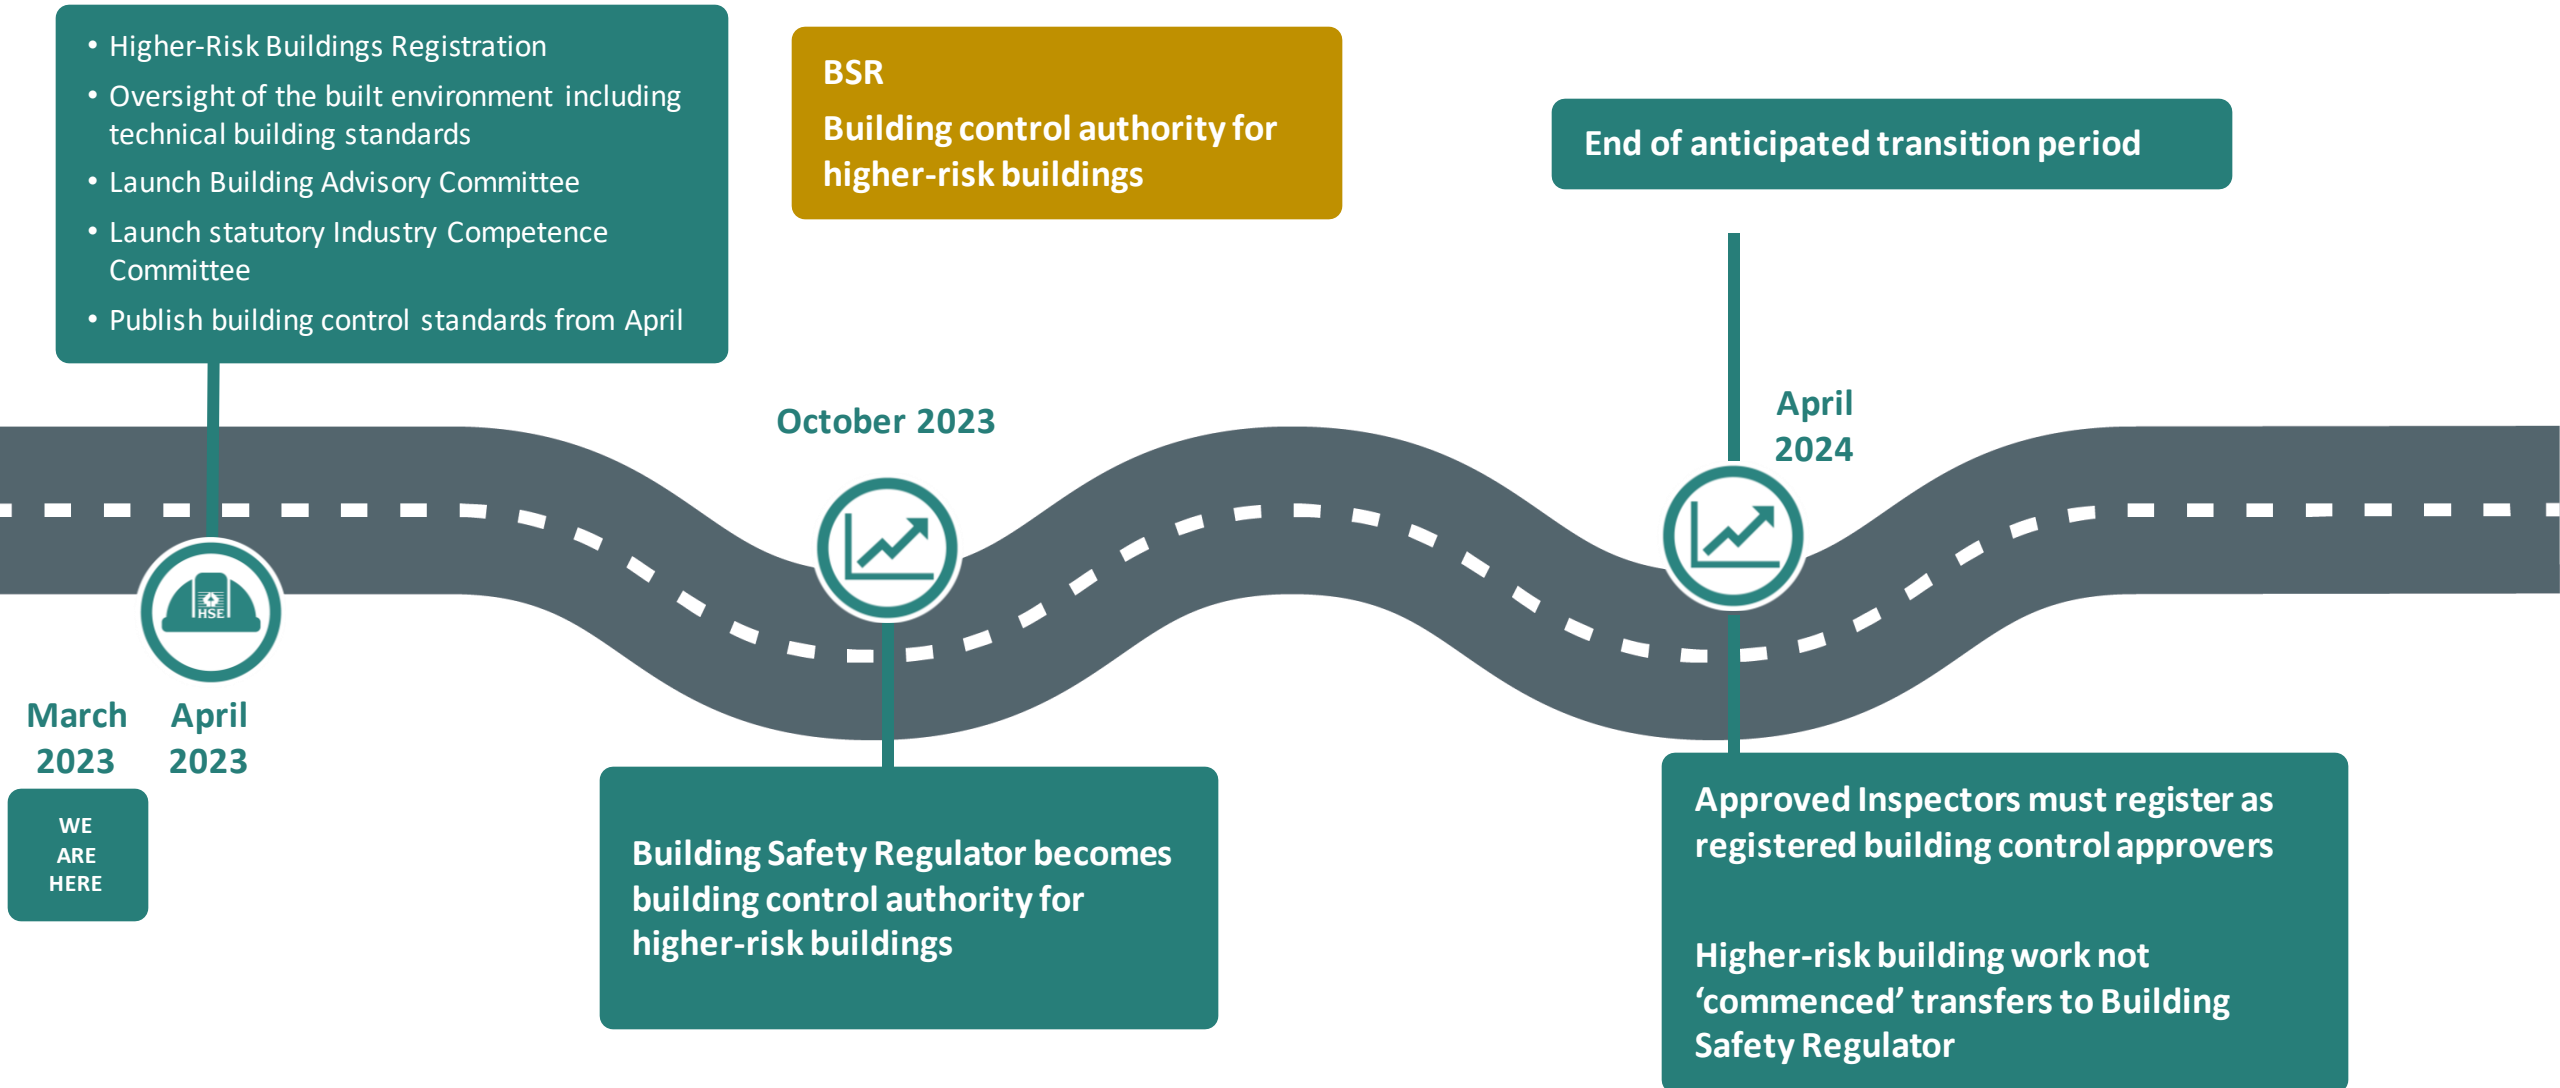 • Higher-Risk Buildings Registration
• Oversight of the built environment including
technical building standards
• Launch Building Advisory Committee
• Launch statutory Industry Competence
Committee
• Publish building control standards from April
BSR
Building control authority for
higher-risk buildings
End of anticipated transition period
October 2023
April
2024
HSE
March
2023
April
2023
WE
ARE
HERE
Building Safety Regulator becomes
building control authority for
higher-risk buildings
Approved Inspectors must register as
registered building control approvers
Higher-risk building work not
‘commenced’ transfers to Building
Safety Regulator